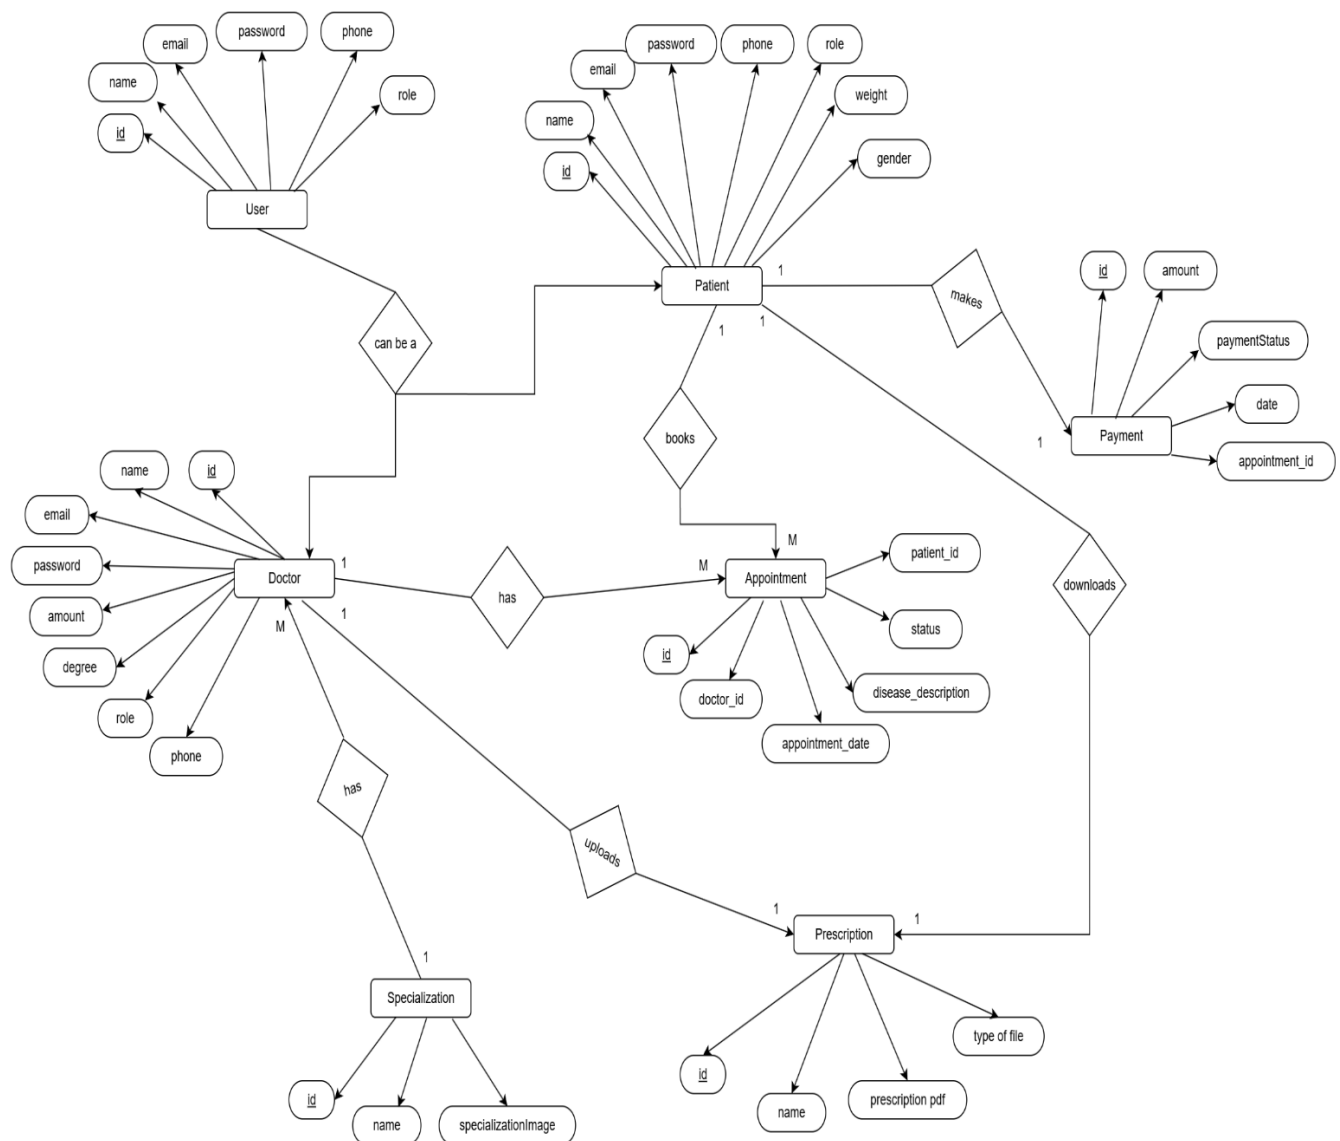 password
phone
email
name
role
id
User
password
phone
role
email
weight
name
gender
id
Patient
1
1
1
makes
id
amount
paymentStatus
date
Payment
1
appointment_id
can be a
books
name
id
email
password
Doctor
1
amount
1
M
degree
role
phone
has
M
M
Appointment
patient_id
status
id
doctor_id
disease_description
appointment_date
downloads
has
uploads
1
1
Prescription
1
Specialization
id
name
specializationImage
type of file
id
name
prescription pdf